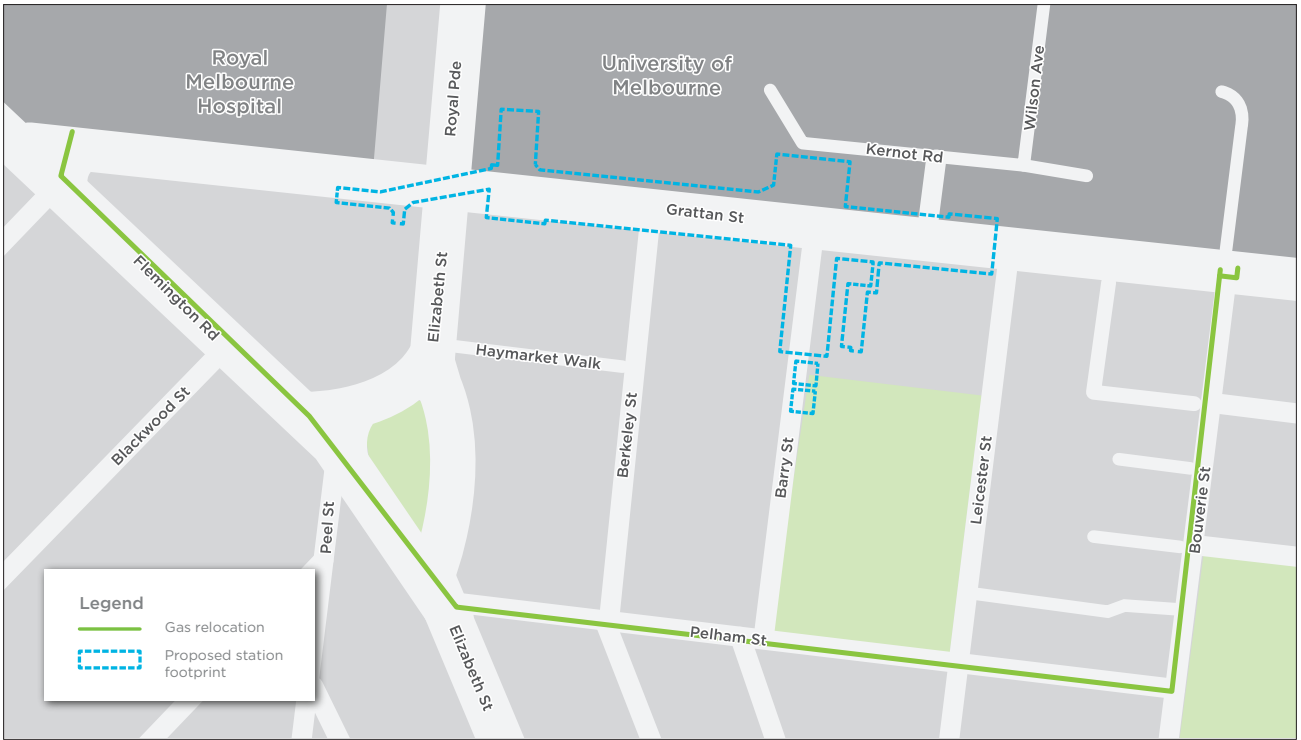 Royal
Melbourne
Hospital
Royal Pde
University of
Melbourne
Wilson Ave
Kernot Rd
Grattan St
Flemington Rd
Elizabeth St
Haymarket Walk
Blackwood St
Berkeley St
Barry St
Leicester St
Bouverie St
Peel St
Pelham St
Elizabeth St
Legend
Gas relocation
Proposed station
footprint